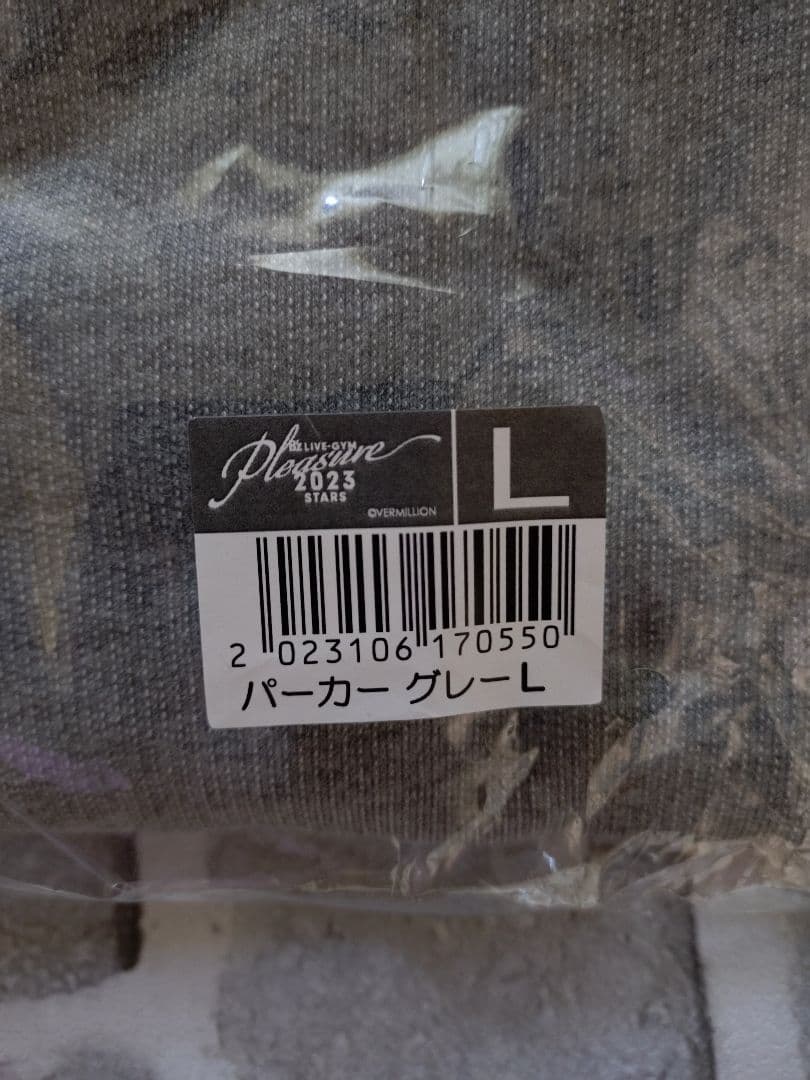 B'z LIVE-GYM
Pleasure
2023
STARS
©VERMILLION
L
2 023106 170550
パーカー グレーL